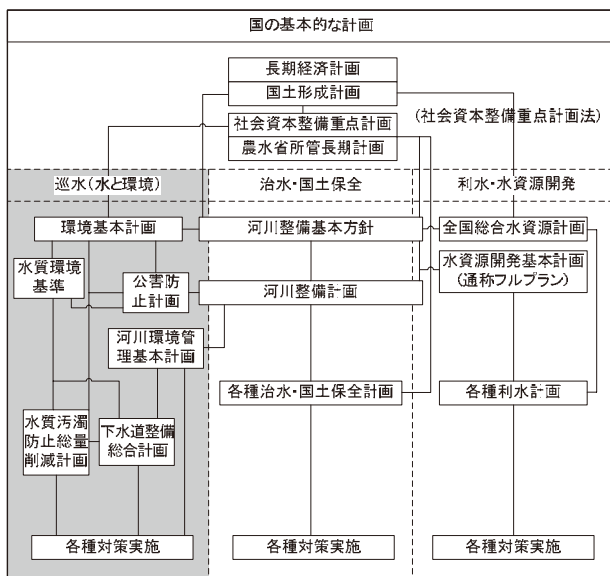 国の基本的な計画
長期経済計画
国土形成計画
社会資本整備重点計画
(社会資本整備重点計画法)
農水省所管長期計画
巡水(水と環境)
治水・国土保全
利水・水資源開発
環境基本計画
河川整備基本方針
全国総合水資源計画
水質環境
基準
公害防
止計画
河川整備計画
水資源開発基本計画
(通称フルプラン)
河川環境管
理基本計画
各種治水・国土保全計画
各種利水計画
水質汚濁
防止総量
削減計画
下水道整備
総合計画
各種対策実施
各種対策実施
各種対策実施